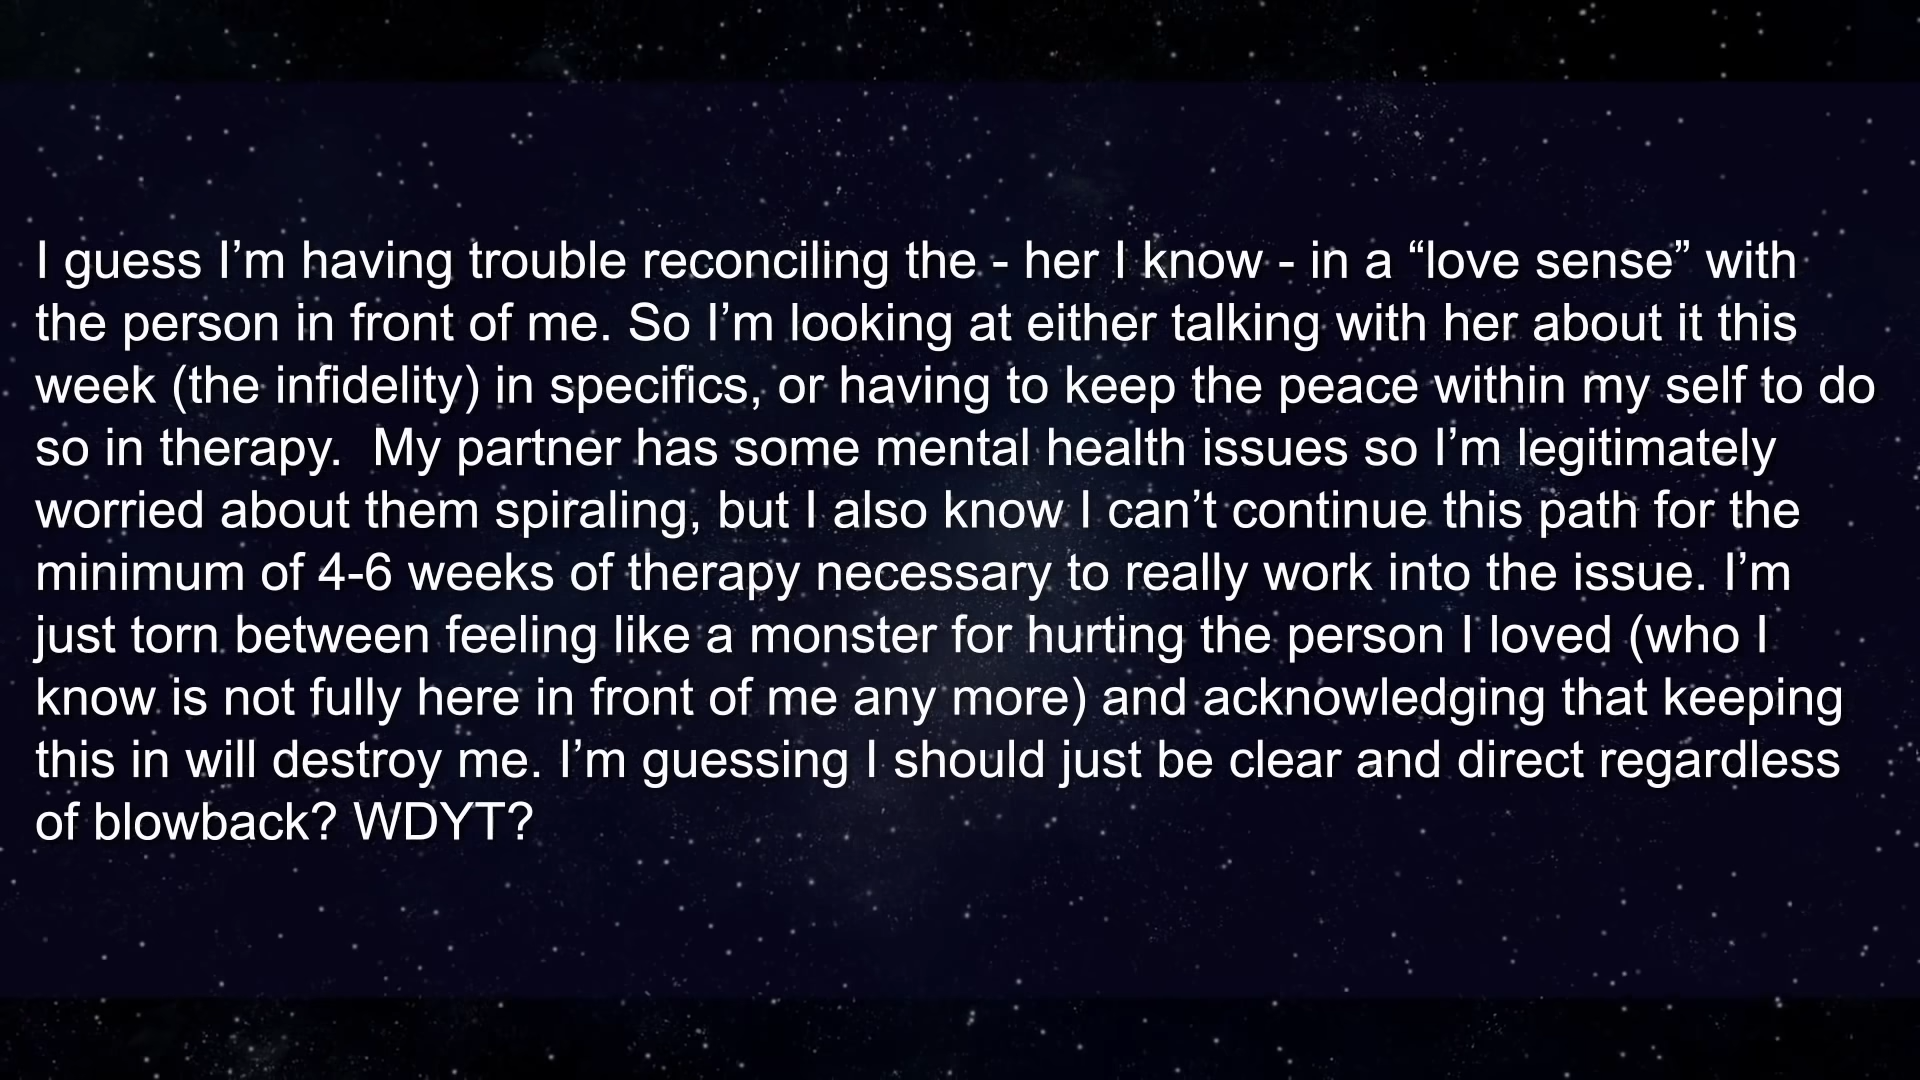 I guess I’m having trouble reconciling the - her I know - in a “love sense” with
the person in front of me. So I’m looking at either talking with her about it this
week (the infidelity) in specifics, or having to keep the peace within my self to do
so in therapy.  My partner has some mental health issues so I’m legitimately
worried about them spiraling, but I also know I can’t continue this path for the
minimum of 4-6 weeks of therapy necessary to really work into the issue. I’m
just torn between feeling like a monster for hurting the person I loved (who I
know is not fully here in front of me any more) and acknowledging that keeping
this in will destroy me. I’m guessing I should just be clear and direct regardless
of blowback? WDYT?